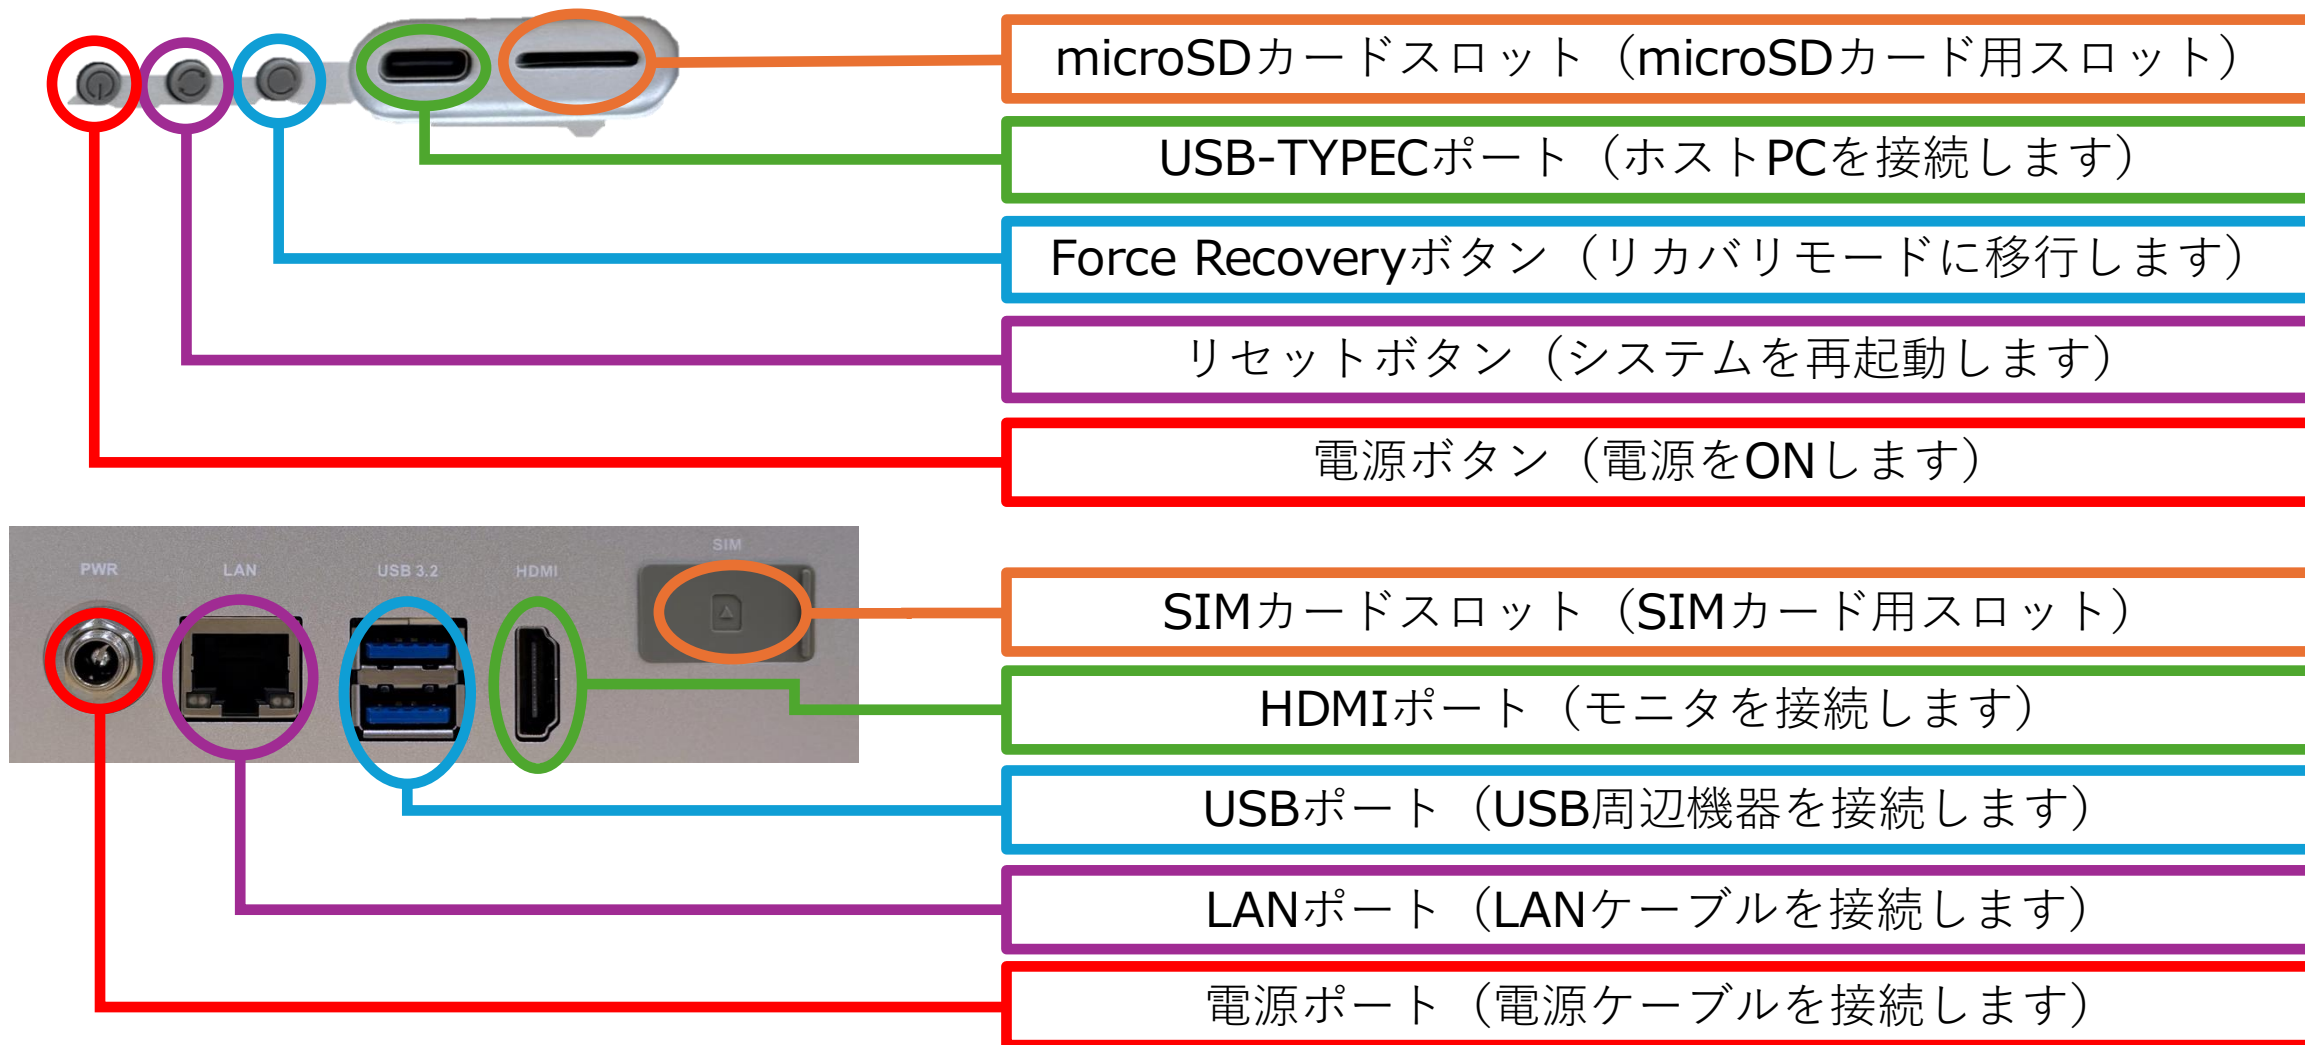 microSDカードスロット（microSDカード用スロット）
USB-TYPECポート（ホストPCを接続します）
Force Recoveryボタン（リカバリモードに移行します）
リセットボタン（システムを再起動します）
電源ボタン（電源をONします）
PWR LAN USB 3.2 HDMI SIM
SIMカードスロット（SIMカード用スロット）
HDMIポート（モニタを接続します）
USBポート（USB周辺機器を接続します）
LANポート（LANケーブルを接続します）
電源ポート（電源ケーブルを接続します）